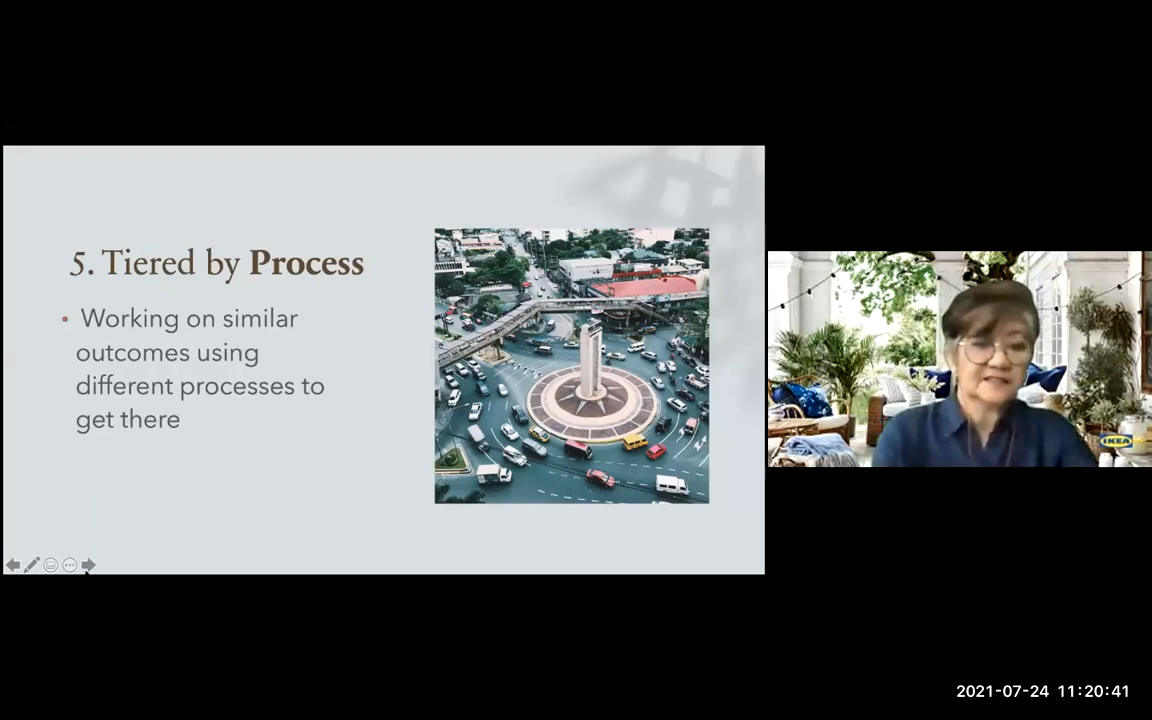 5. Tiered by Process
• Working on similar
outcomes using
different processes to
get there
IKEA
2021-07-24 11:20:41